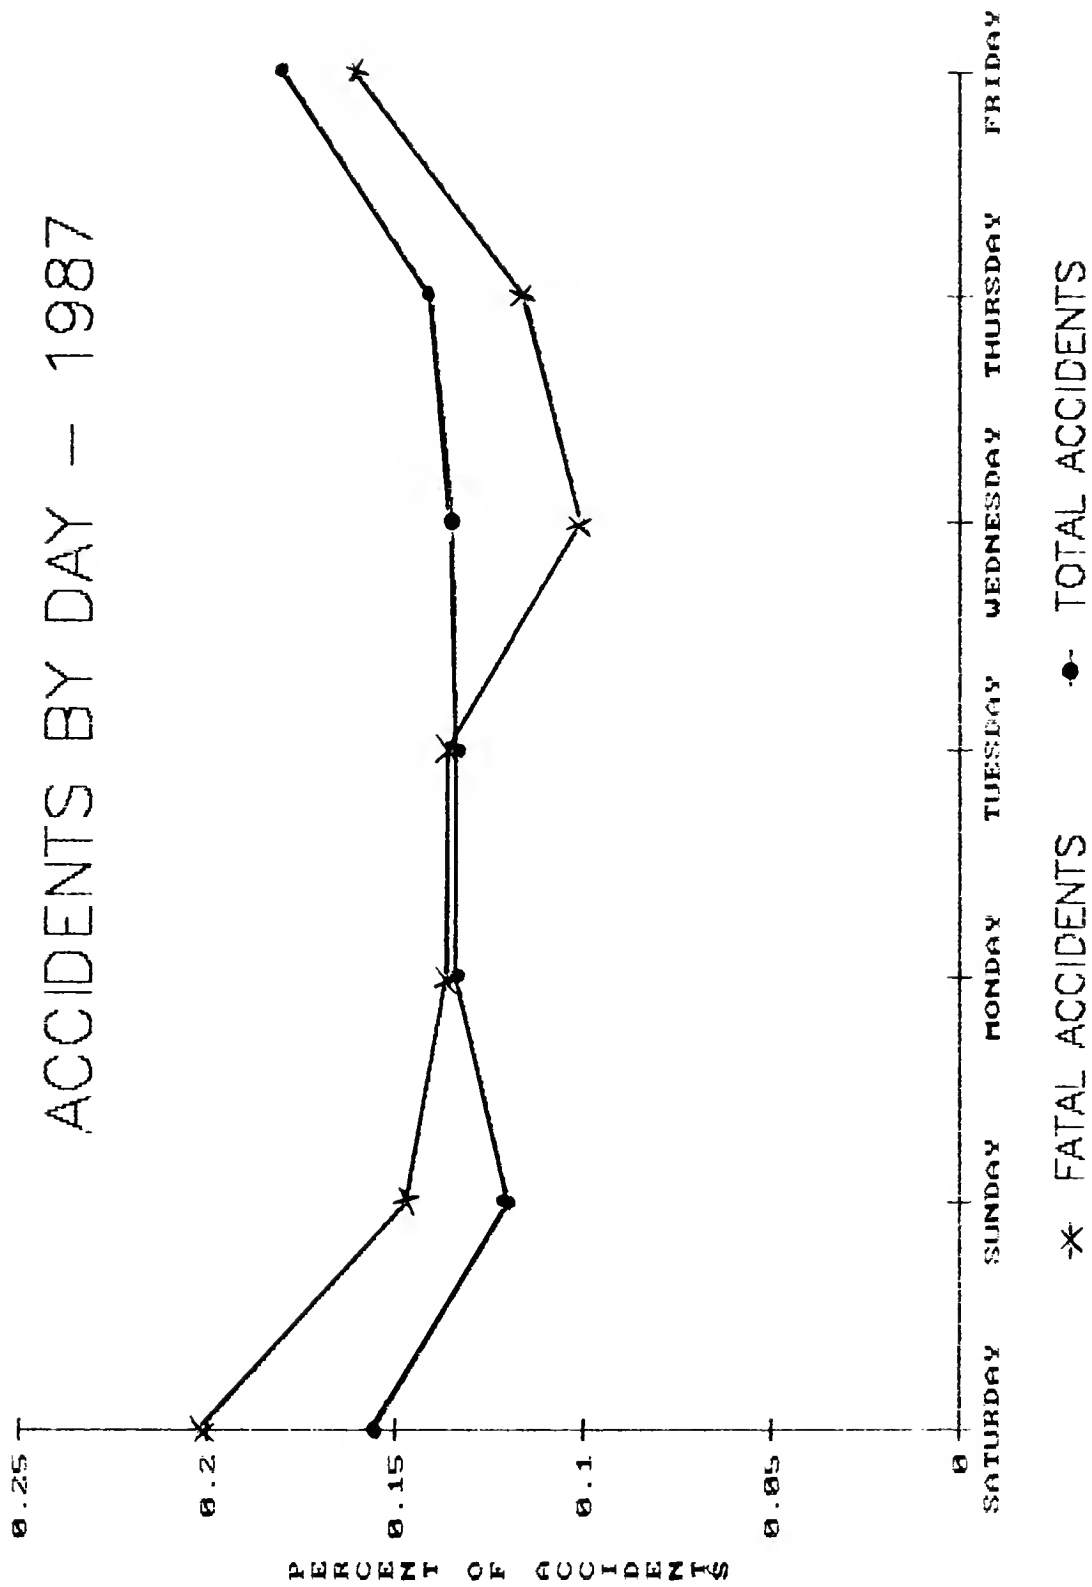 ACCIDENTS BY DAY — 1987
PERCENT OF ACCIDENTS
0.25
0.2
0.15
0.1
0.05
0
SATURDAY SUNDAY MONDAY TUESDAY WEDNESDAY THURSDAY FRIDAY
FATAL ACCIDENTS TOTAL ACCIDENTS